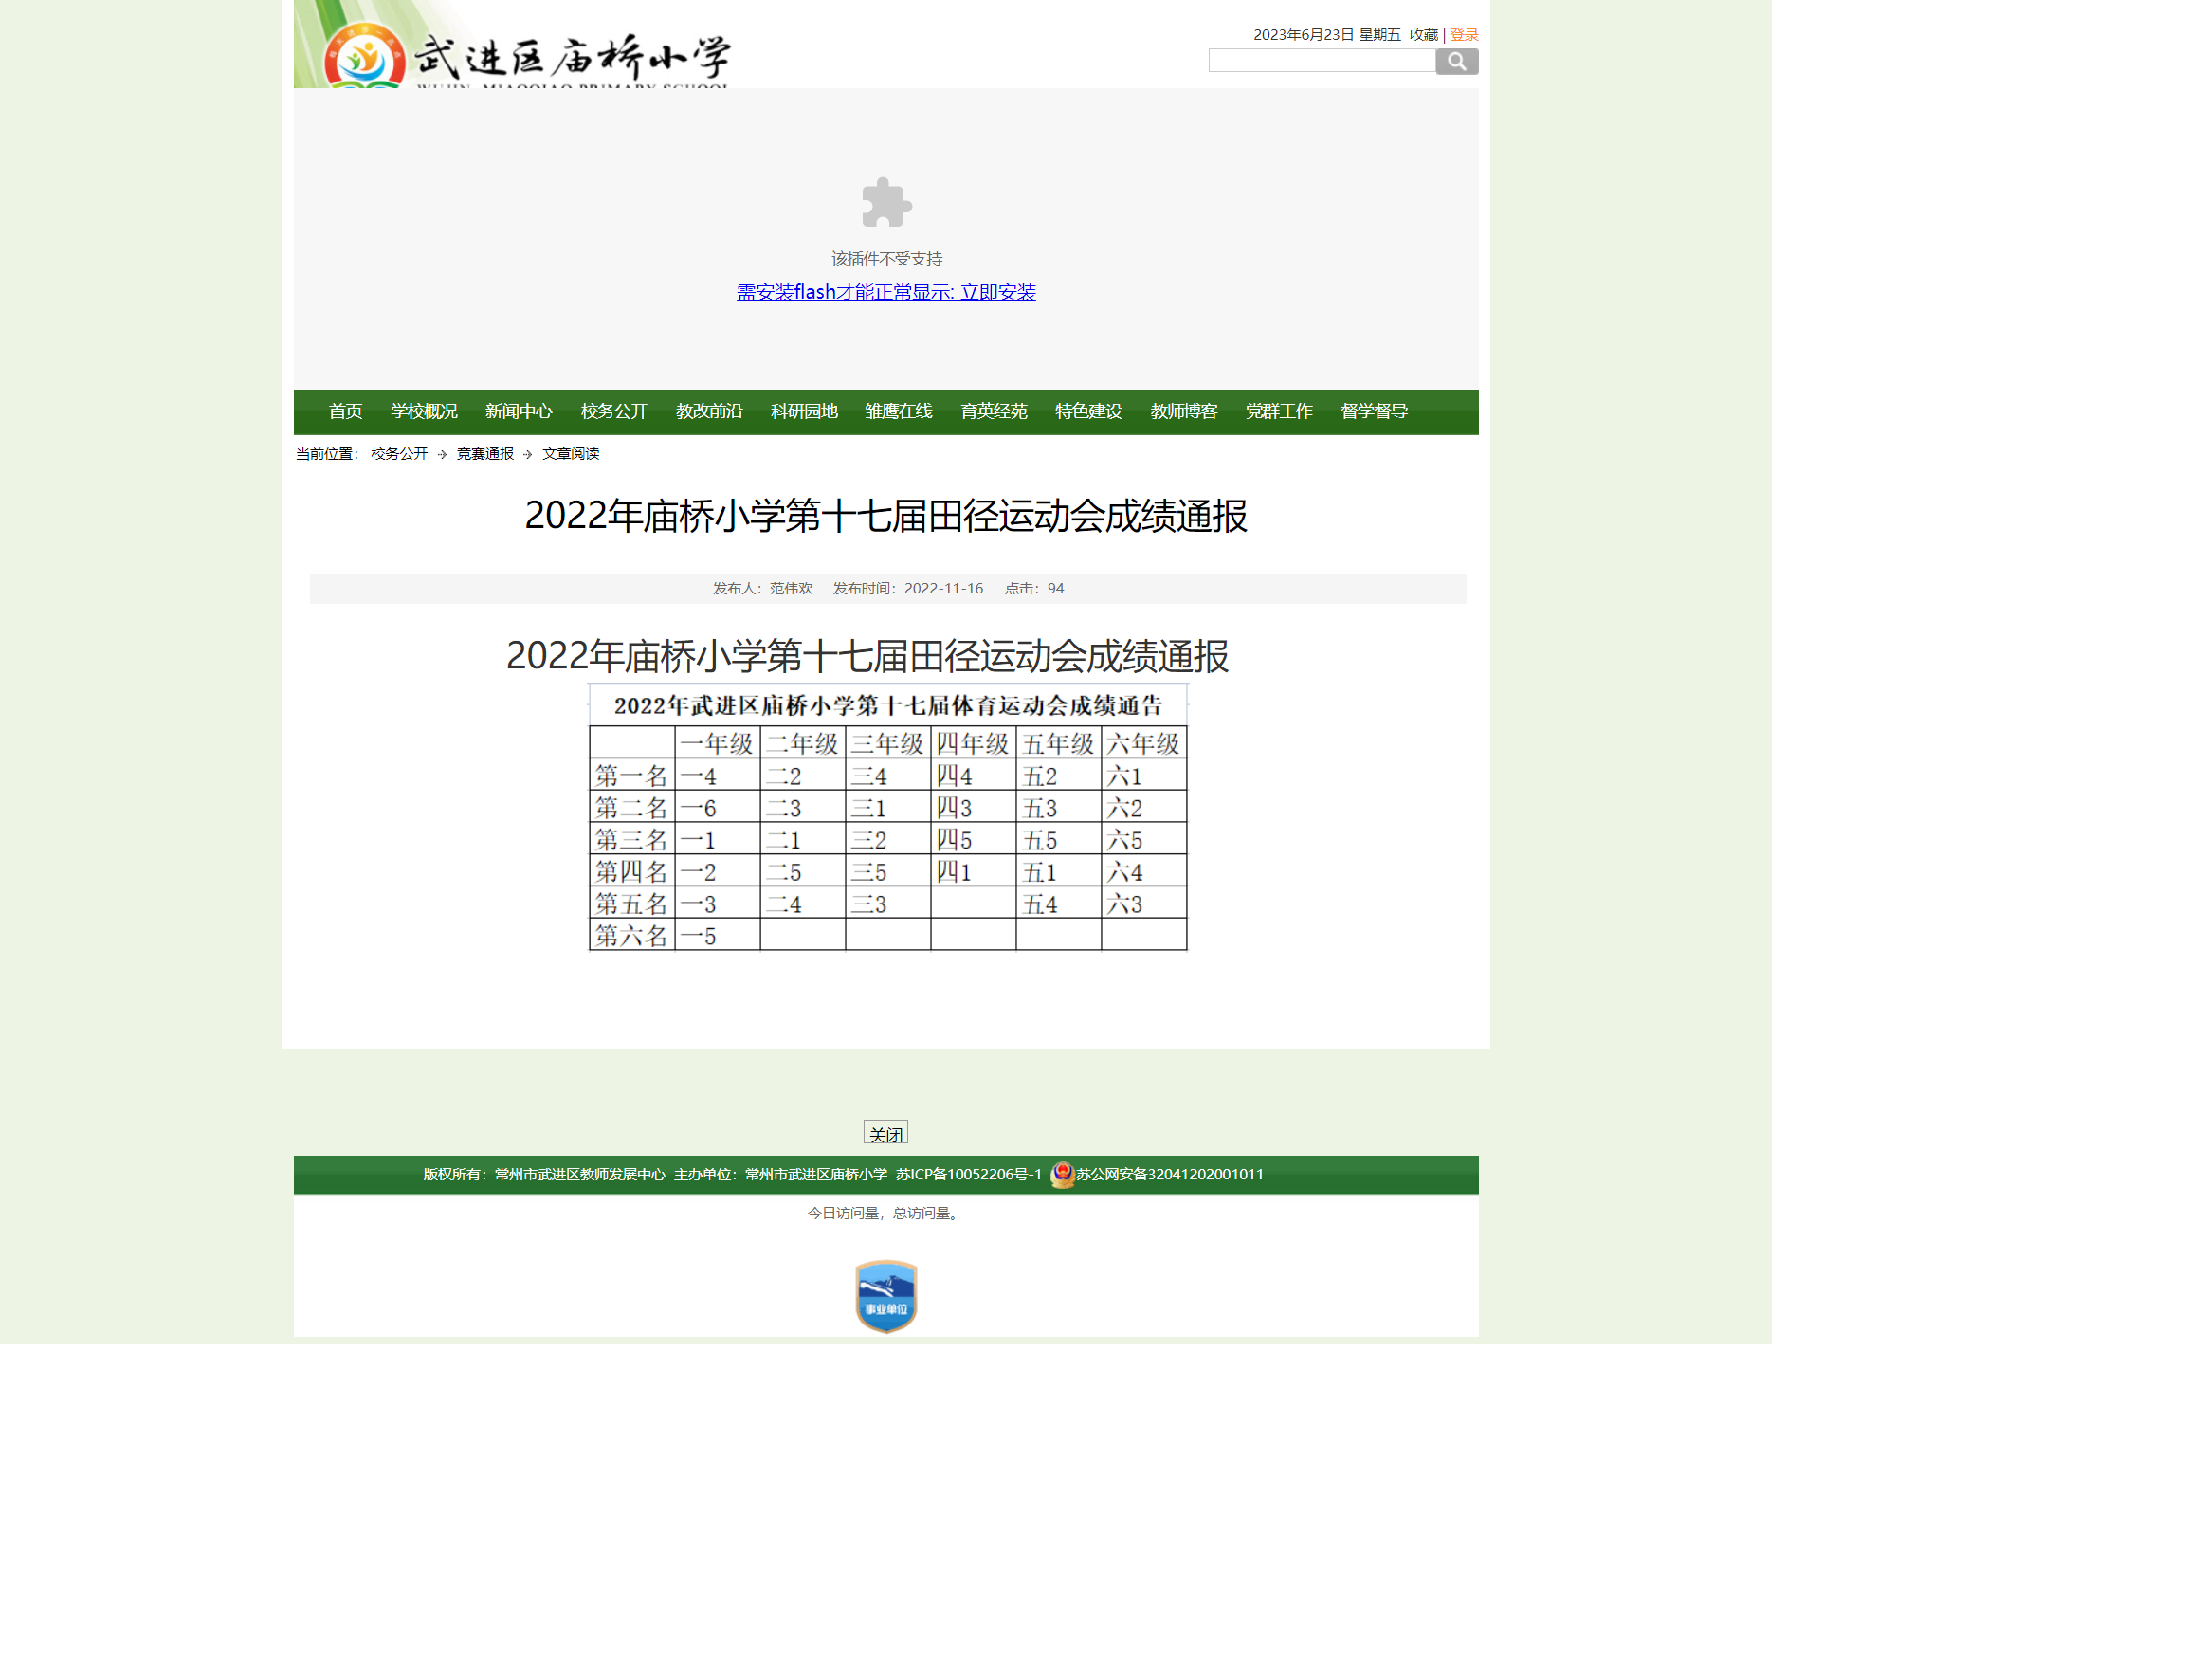 武进区庙桥小学
WUJIN MIAOQIAO PRIMARY SCHOOL
2023年6月23日 星期五 收藏 | 登录
该插件不受支持
需安装flash才能正常显示: 立即安装
首页 学校概况 新闻中心 校务公开 教改前沿 科研园地 雏鹰在线 育英经苑 特色建设 教师博客 党群工作 督学督导
当前位置： 校务公开 → 竞赛通报 → 文章阅读
2022年庙桥小学第十七届田径运动会成绩通报
发布人：范伟欢 发布时间：2022-11-16 点击：94
2022年庙桥小学第十七届田径运动会成绩通报
2022年武进区庙桥小学第十七届体育运动会成绩通告
一年级 二年级 三年级 四年级 五年级 六年级
第一名 一4 二2 三4 四4 五2 六1
第二名 一6 二3 三1 四3 五3 六2
第三名 一1 二1 三2 四5 五5 六5
第四名 一2 二5 三5 四1 五1 六4
第五名 一3 二4 三3 五4 六3
第六名 一5
关闭
版权所有：常州市武进区教师发展中心 主办单位：常州市武进区庙桥小学 苏ICP备10052206号-1 苏公网安备32041202001011
今日访问量，总访问量。
事业单位